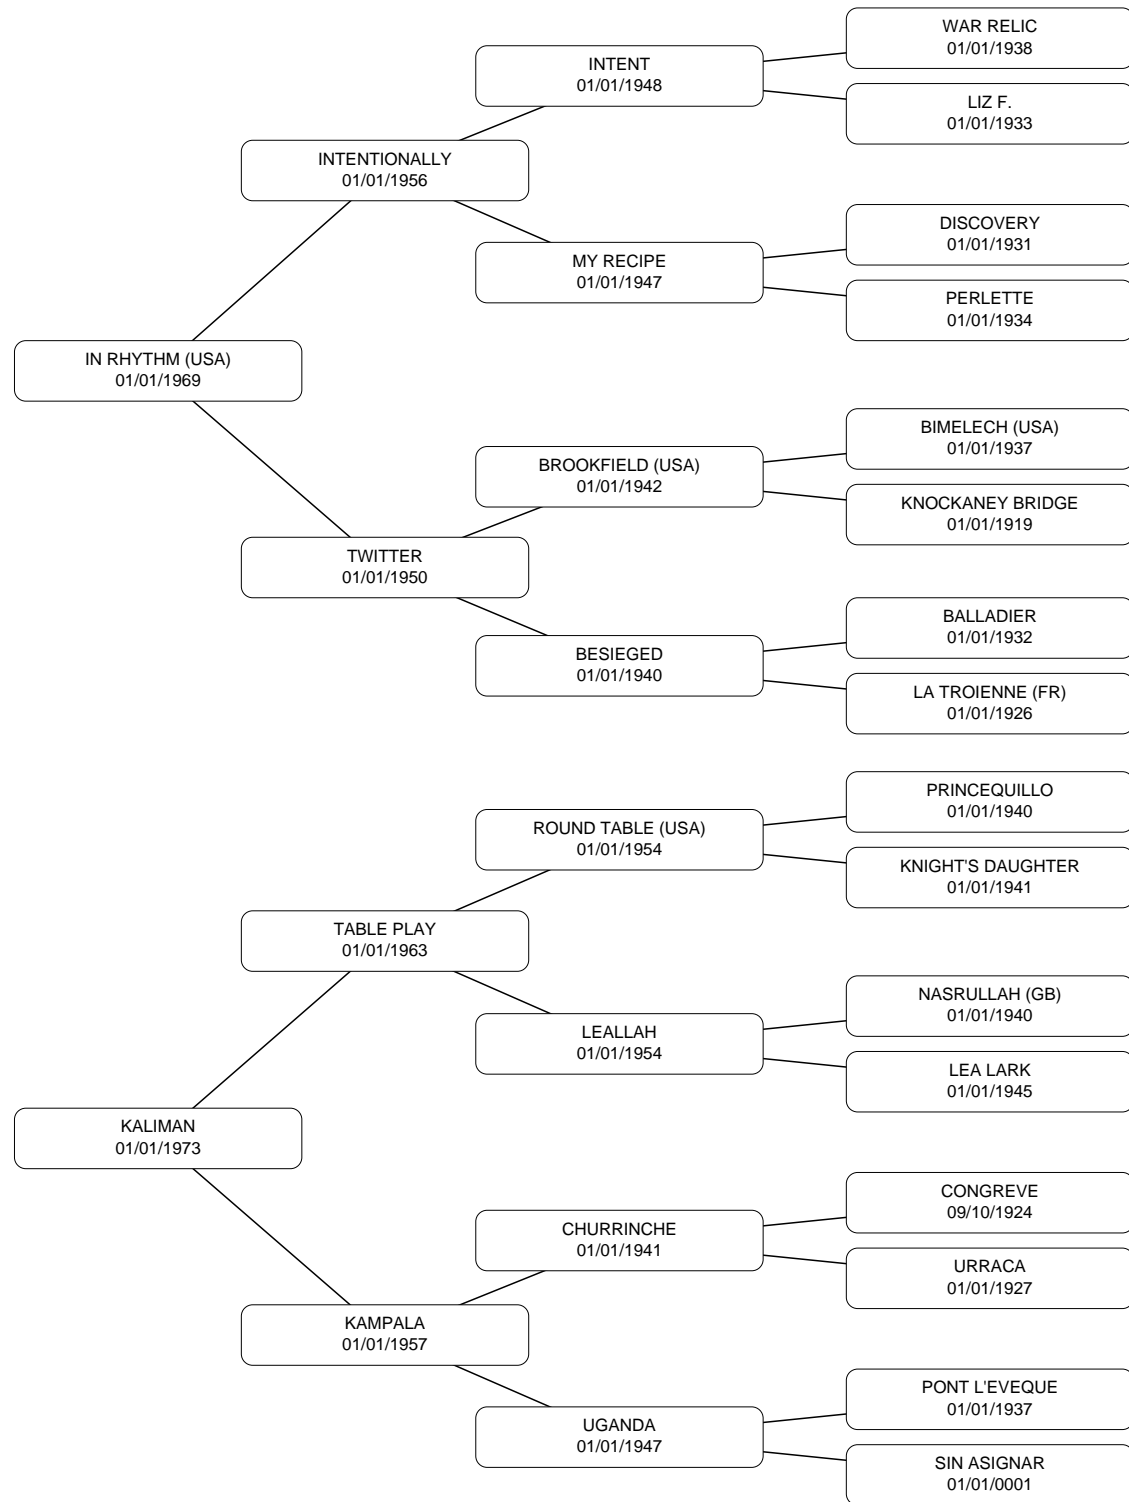 WAR RELIC
01/01/1938
INTENT
01/01/1948
LIZ F.
01/01/1933
INTENTIONALLY
01/01/1956
DISCOVERY
01/01/1931
MY RECIPE
01/01/1947
PERLETTE
01/01/1934
IN RHYTHM (USA)
01/01/1969
BIMELECH (USA)
01/01/1937
BROOKFIELD (USA)
01/01/1942
KNOCKANEY BRIDGE
01/01/1919
TWITTER
01/01/1950
BALLADIER
01/01/1932
BESIEGED
01/01/1940
LA TROIENNE (FR)
01/01/1926
PRINCEQUILLO
01/01/1940
ROUND TABLE (USA)
01/01/1954
KNIGHT'S DAUGHTER
01/01/1941
TABLE PLAY
01/01/1963
NASRULLAH (GB)
01/01/1940
LEALLAH
01/01/1954
LEA LARK
01/01/1945
KALIMAN
01/01/1973
CONGREVE
09/10/1924
CHURRINCHE
01/01/1941
URRACA
01/01/1927
KAMPALA
01/01/1957
PONT L'EVEQUE
01/01/1937
UGANDA
01/01/1947
SIN ASIGNAR
01/01/0001